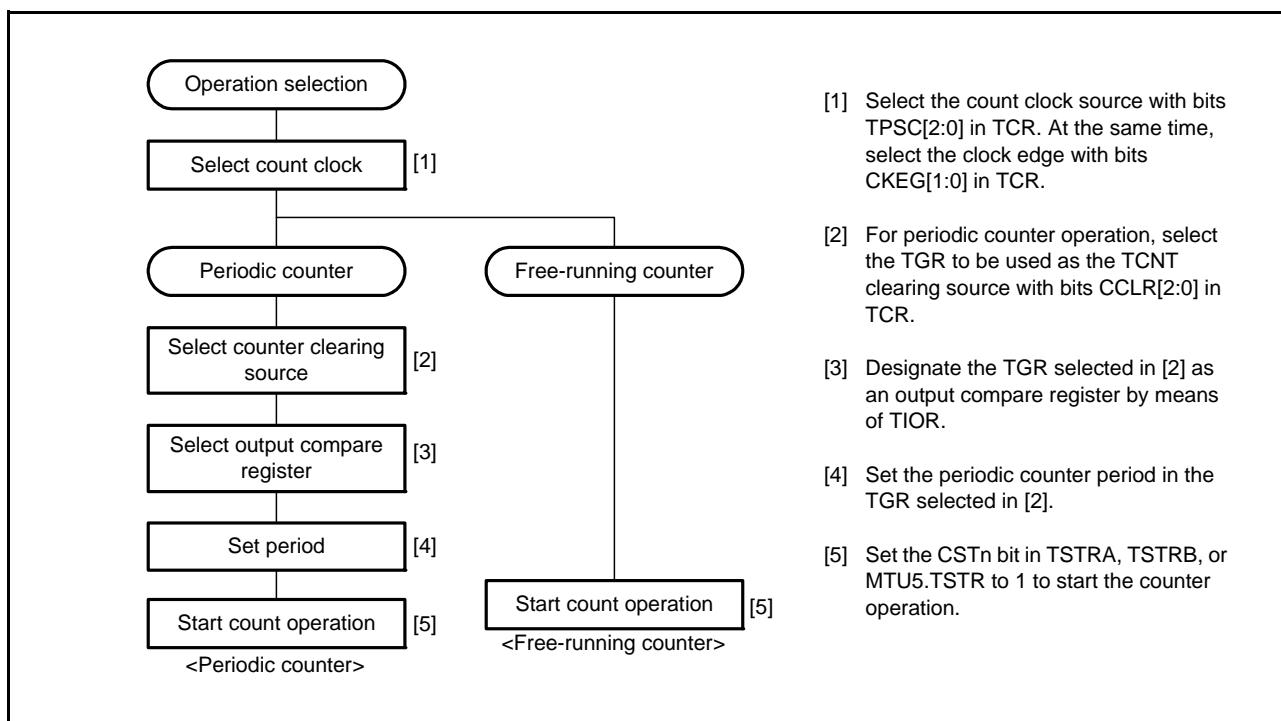 Operation selection
Select count clock
[1]
Periodic counter
Free-running counter
Select counter clearing
source
[2]
Select output compare
register
[3]
Set period
[4]
Start count operation
[5]
<Periodic counter>
Start count operation
[5]
<Free-running counter>
[1] Select the count clock source with bits
TPSC[2:0] in TCR. At the same time,
select the clock edge with bits
CKEG[1:0] in TCR.
[2] For periodic counter operation, select
the TGR to be used as the TCNT
clearing source with bits CCLR[2:0] in
TCR.
[3] Designate the TGR selected in [2] as
an output compare register by means
of TIOR.
[4] Set the periodic counter period in the
TGR selected in [2].
[5] Set the CSTn bit in TSTRA, TSTRB, or
MTU5.TSTR to 1 to start the counter
operation.